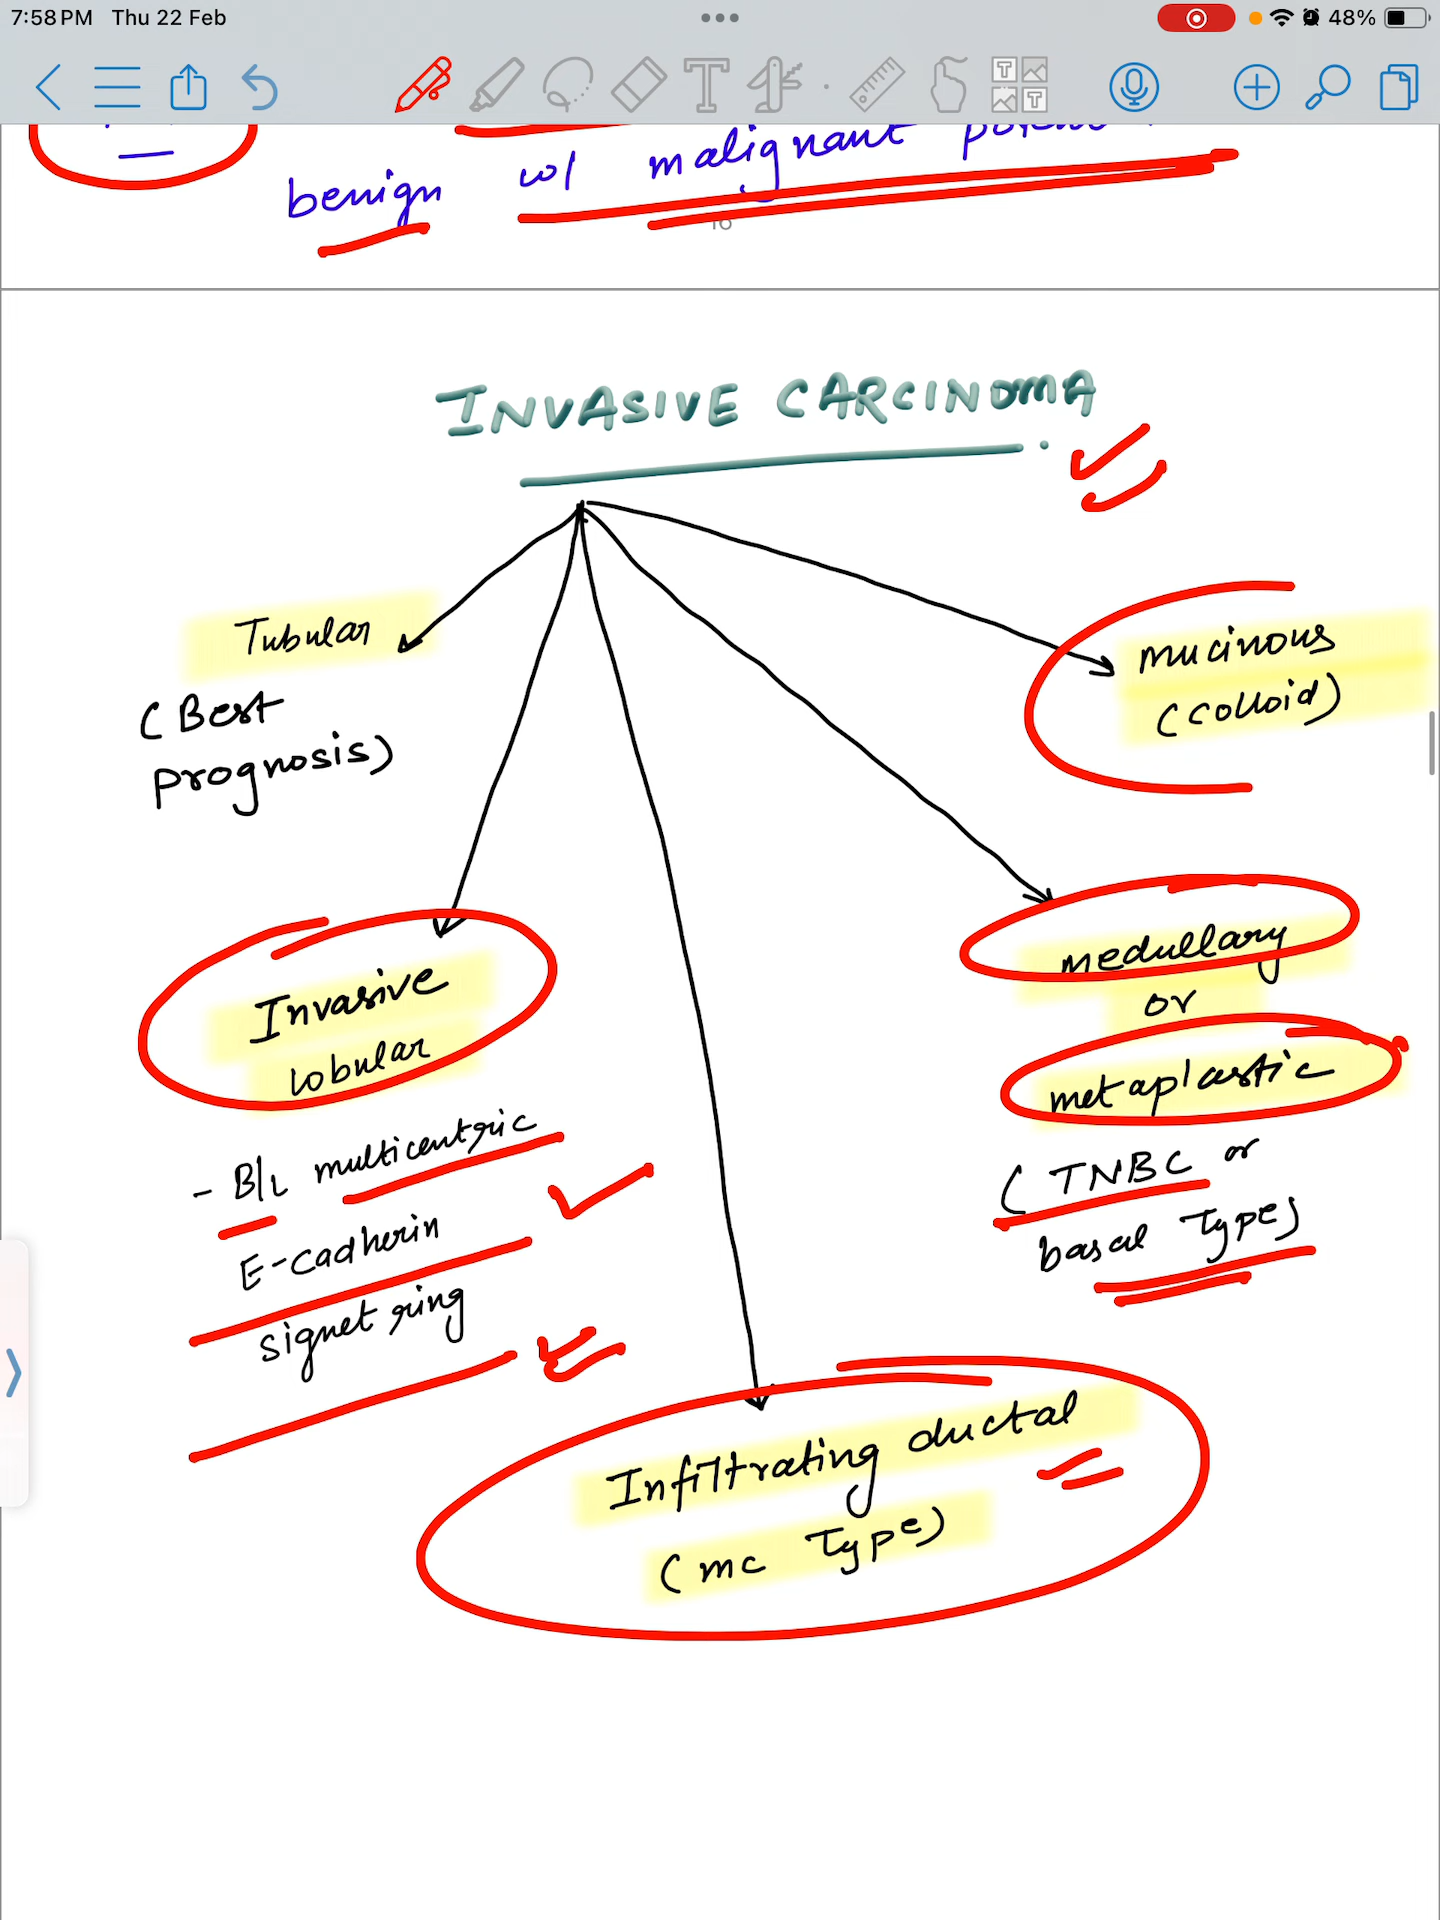 7:58 PM Thu 22 Feb
48%
benign w/ malignant
16
INVASIVE CARCINOMA
Tubular
(Best
prognosis)
mucinous
(colloid)
Invasive
lobular
- B/L multicentric
E-cadherin
signet ring
medullary
or
metaplastic
(TNBC or
basal Type)
Infiltrating ductal
(mc Type)